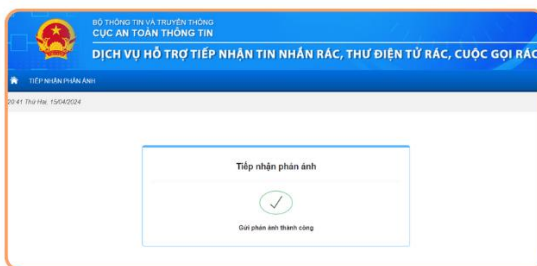 BỘ THÔNG TIN VÀ TRUYỀN THÔNG
CỤC AN TOÀN THÔNG TIN
DỊCH VỤ HỖ TRỢ TIẾP NHẬN TIN NHẮN RÁC, THƯ ĐIỆN TỬ RÁC, CUỘC GỌI RÁC
TIẾP NHẬN PHẢN ÁNH
20:41 Thứ Hai, 15/04/2024
Tiếp nhận phản ánh
Gửi phản ánh thành công